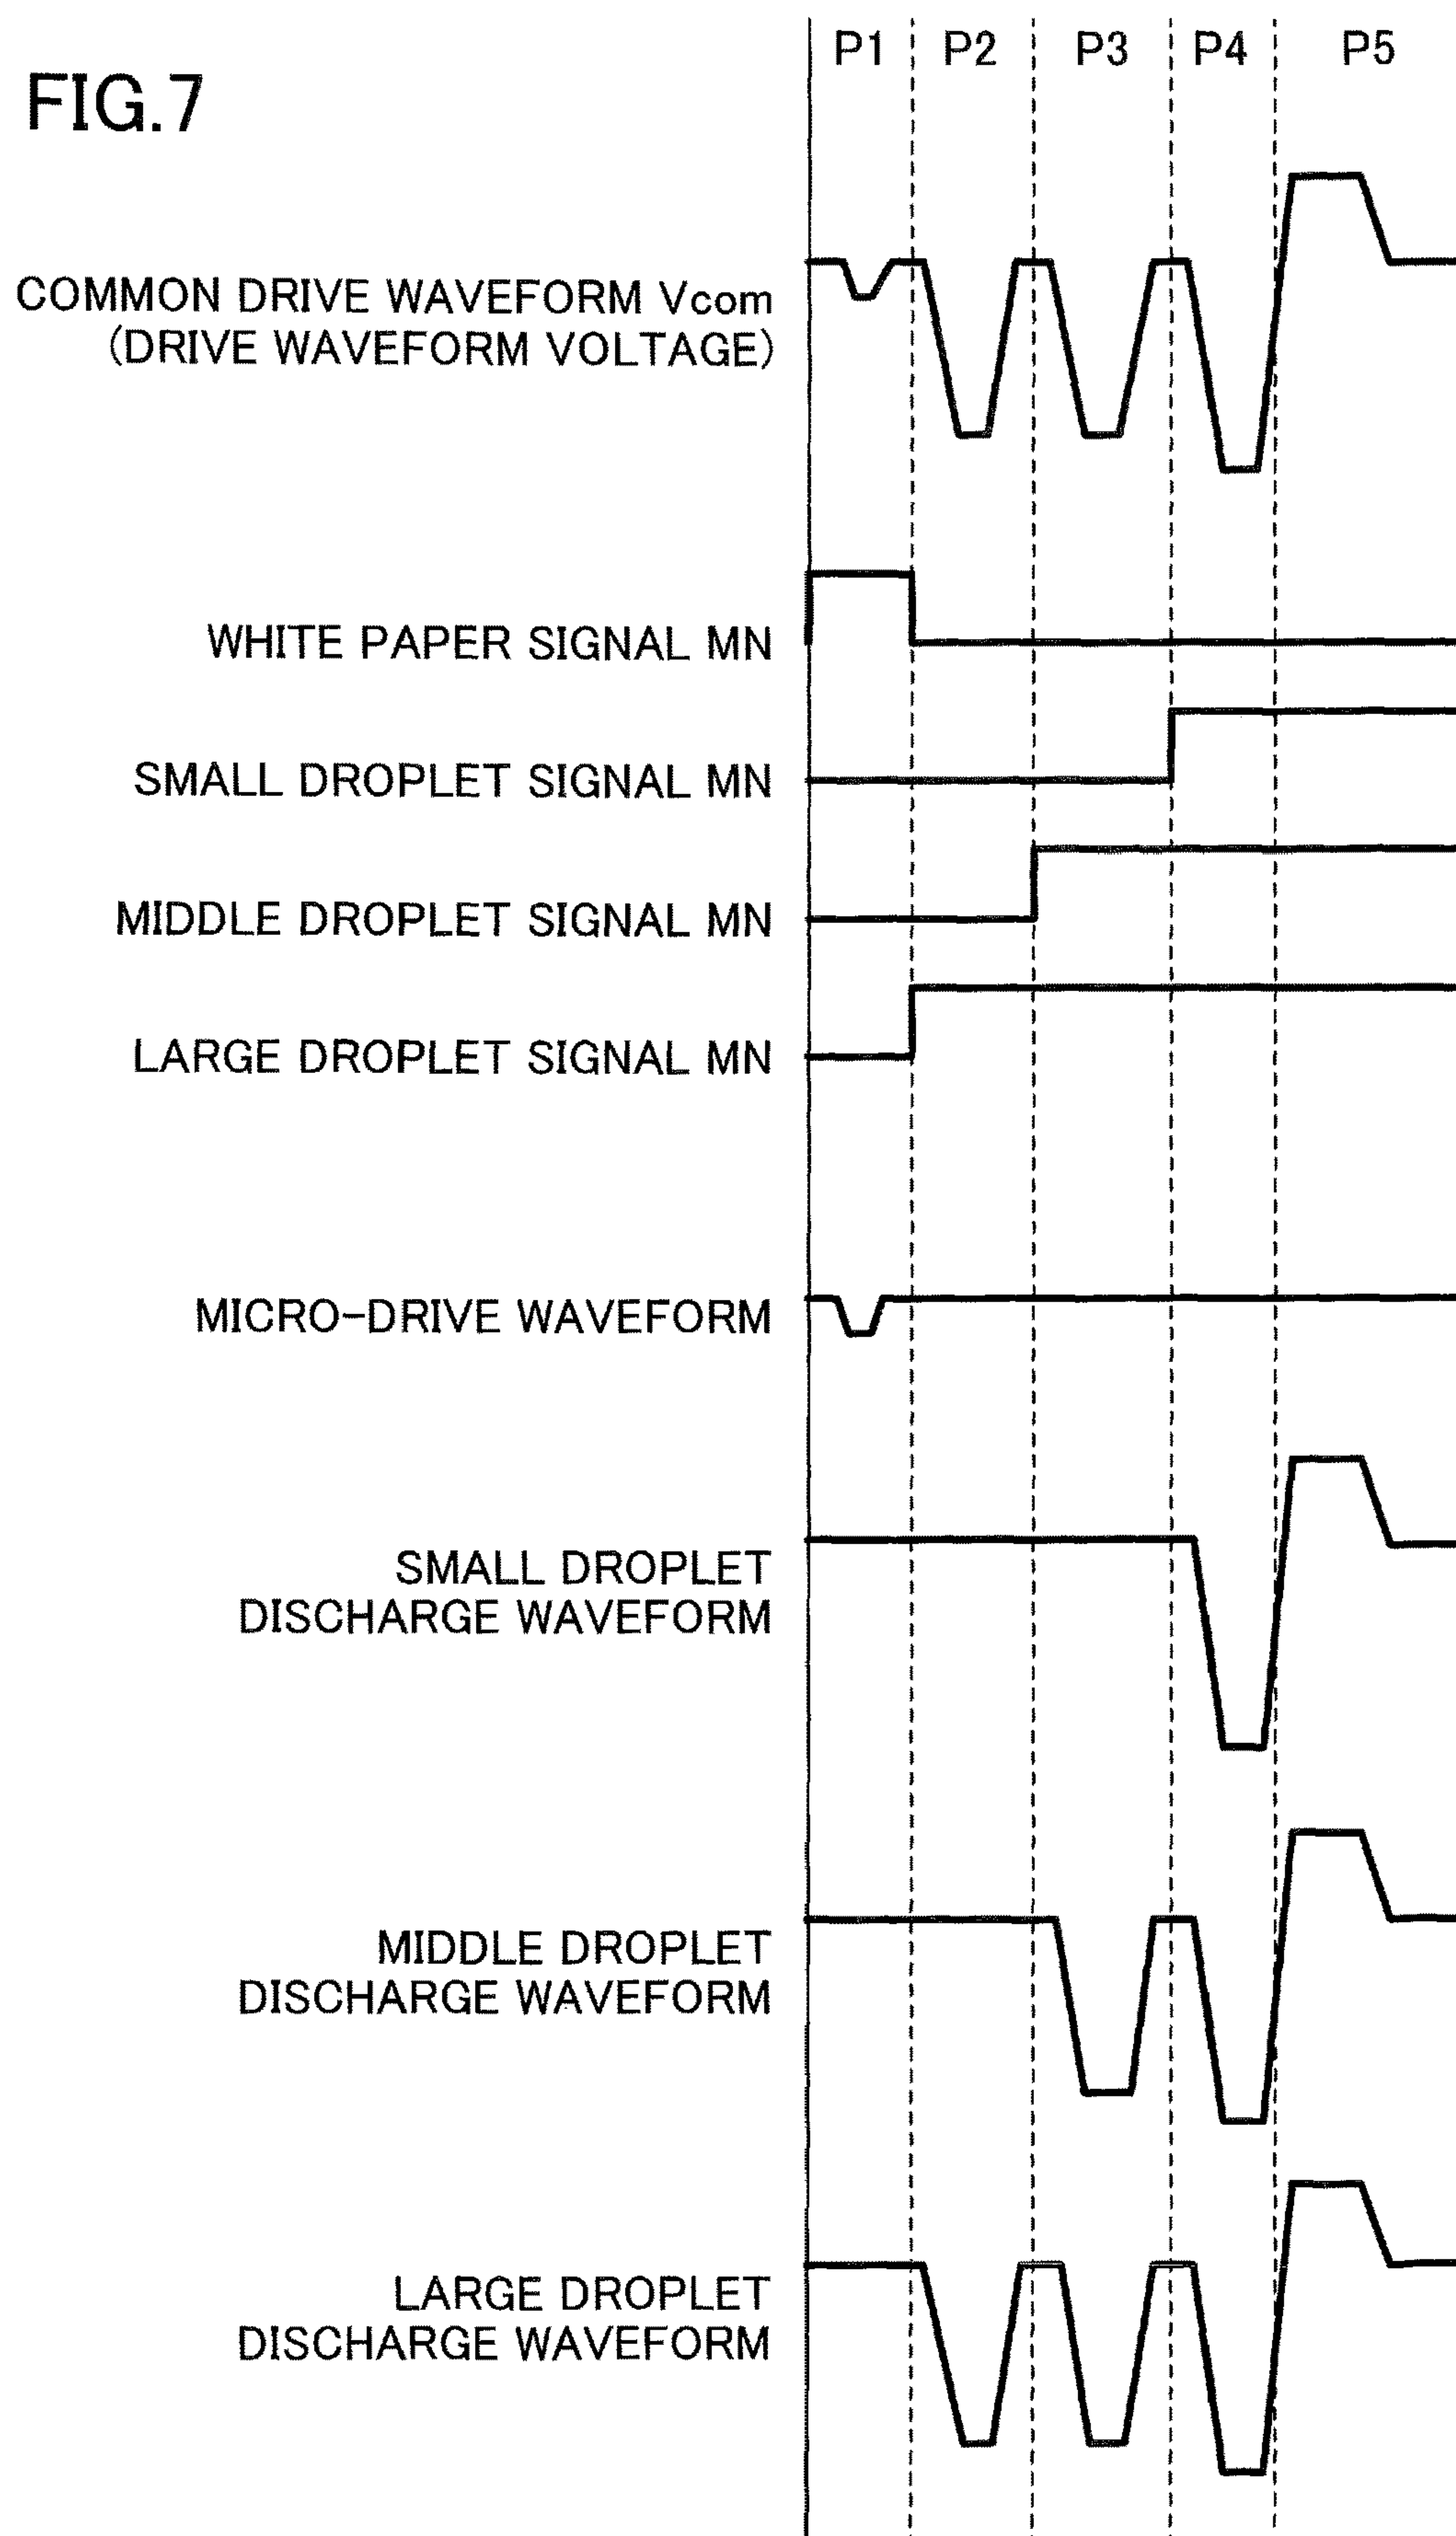 P1 P2 P3 P4 P5
FIG.7
COMMON DRIVE WAVEFORM Vcom
(DRIVE WAVEFORM VOLTAGE)
WHITE PAPER SIGNAL MN
SMALL DROPLET SIGNAL MN
MIDDLE DROPLET SIGNAL MN
LARGE DROPLET SIGNAL MN
MICRO-DRIVE WAVEFORM
SMALL DROPLET
DISCHARGE WAVEFORM
MIDDLE DROPLET
DISCHARGE WAVEFORM
LARGE DROPLET
DISCHARGE WAVEFORM